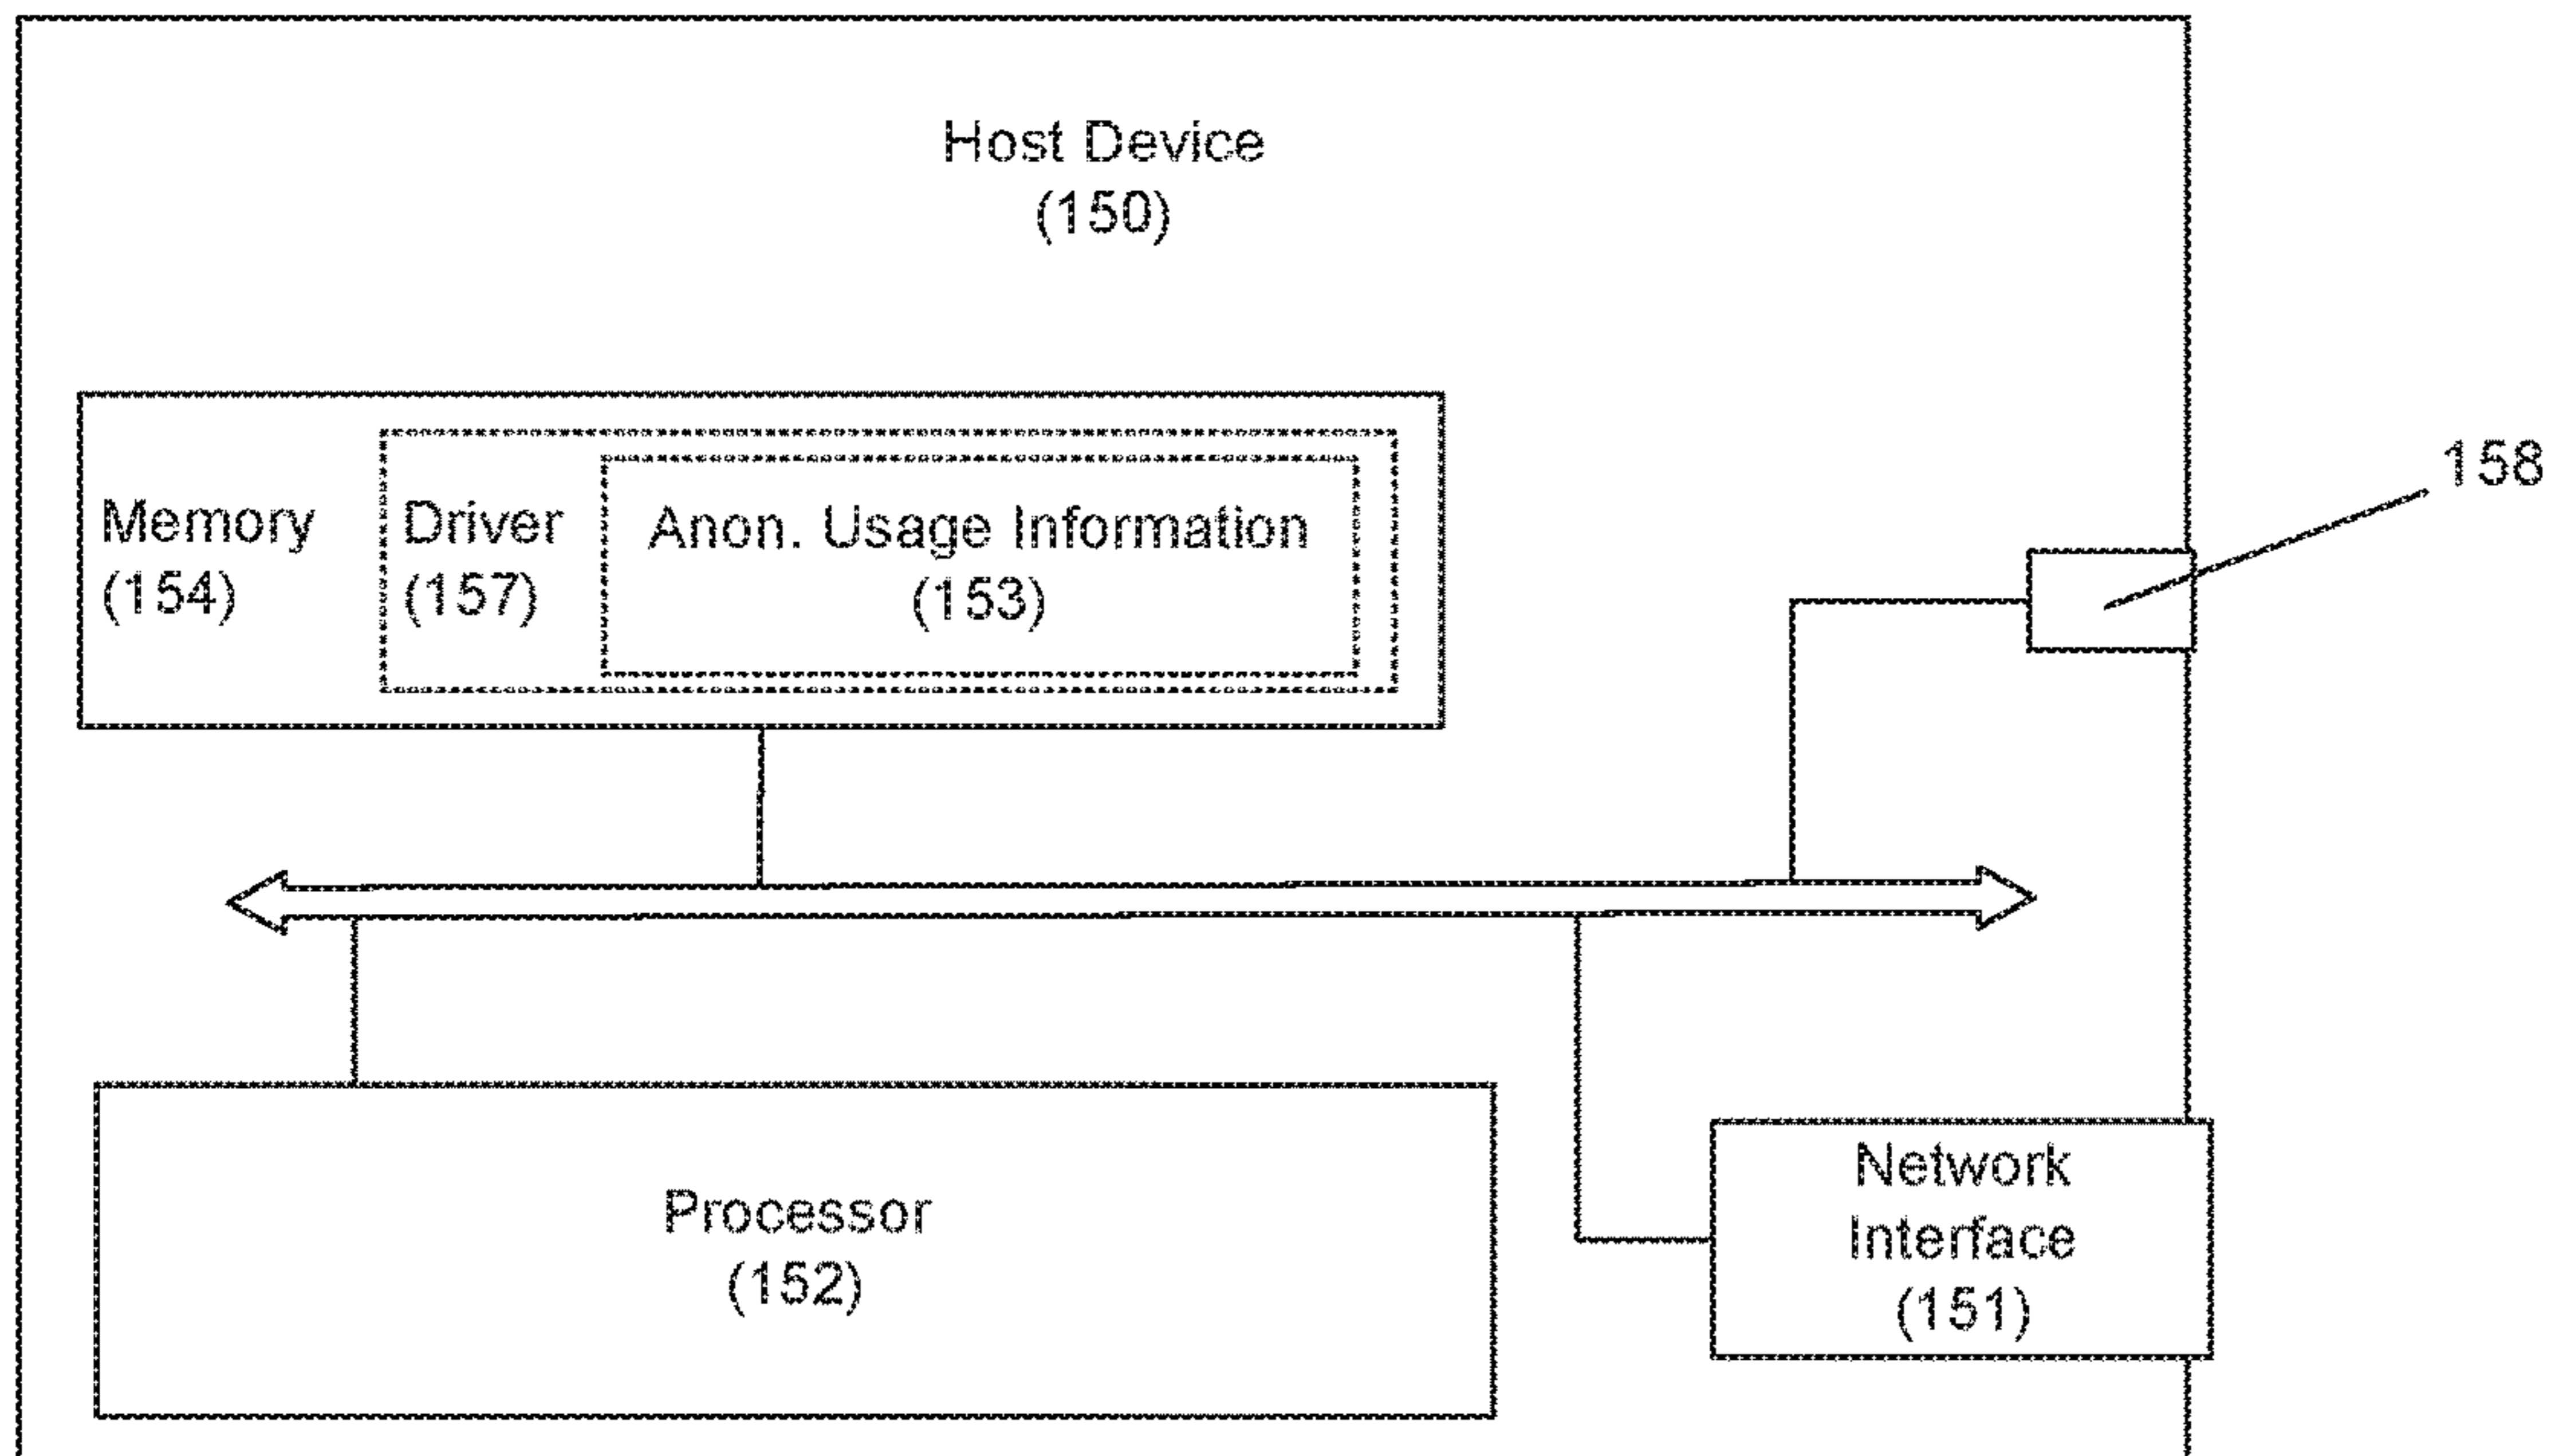 Host Device
(150)
158
Memory
(154)
Driver
(157)
Anon. Usage Information
(153)
Processor
(152)
Network
Interface
(151)